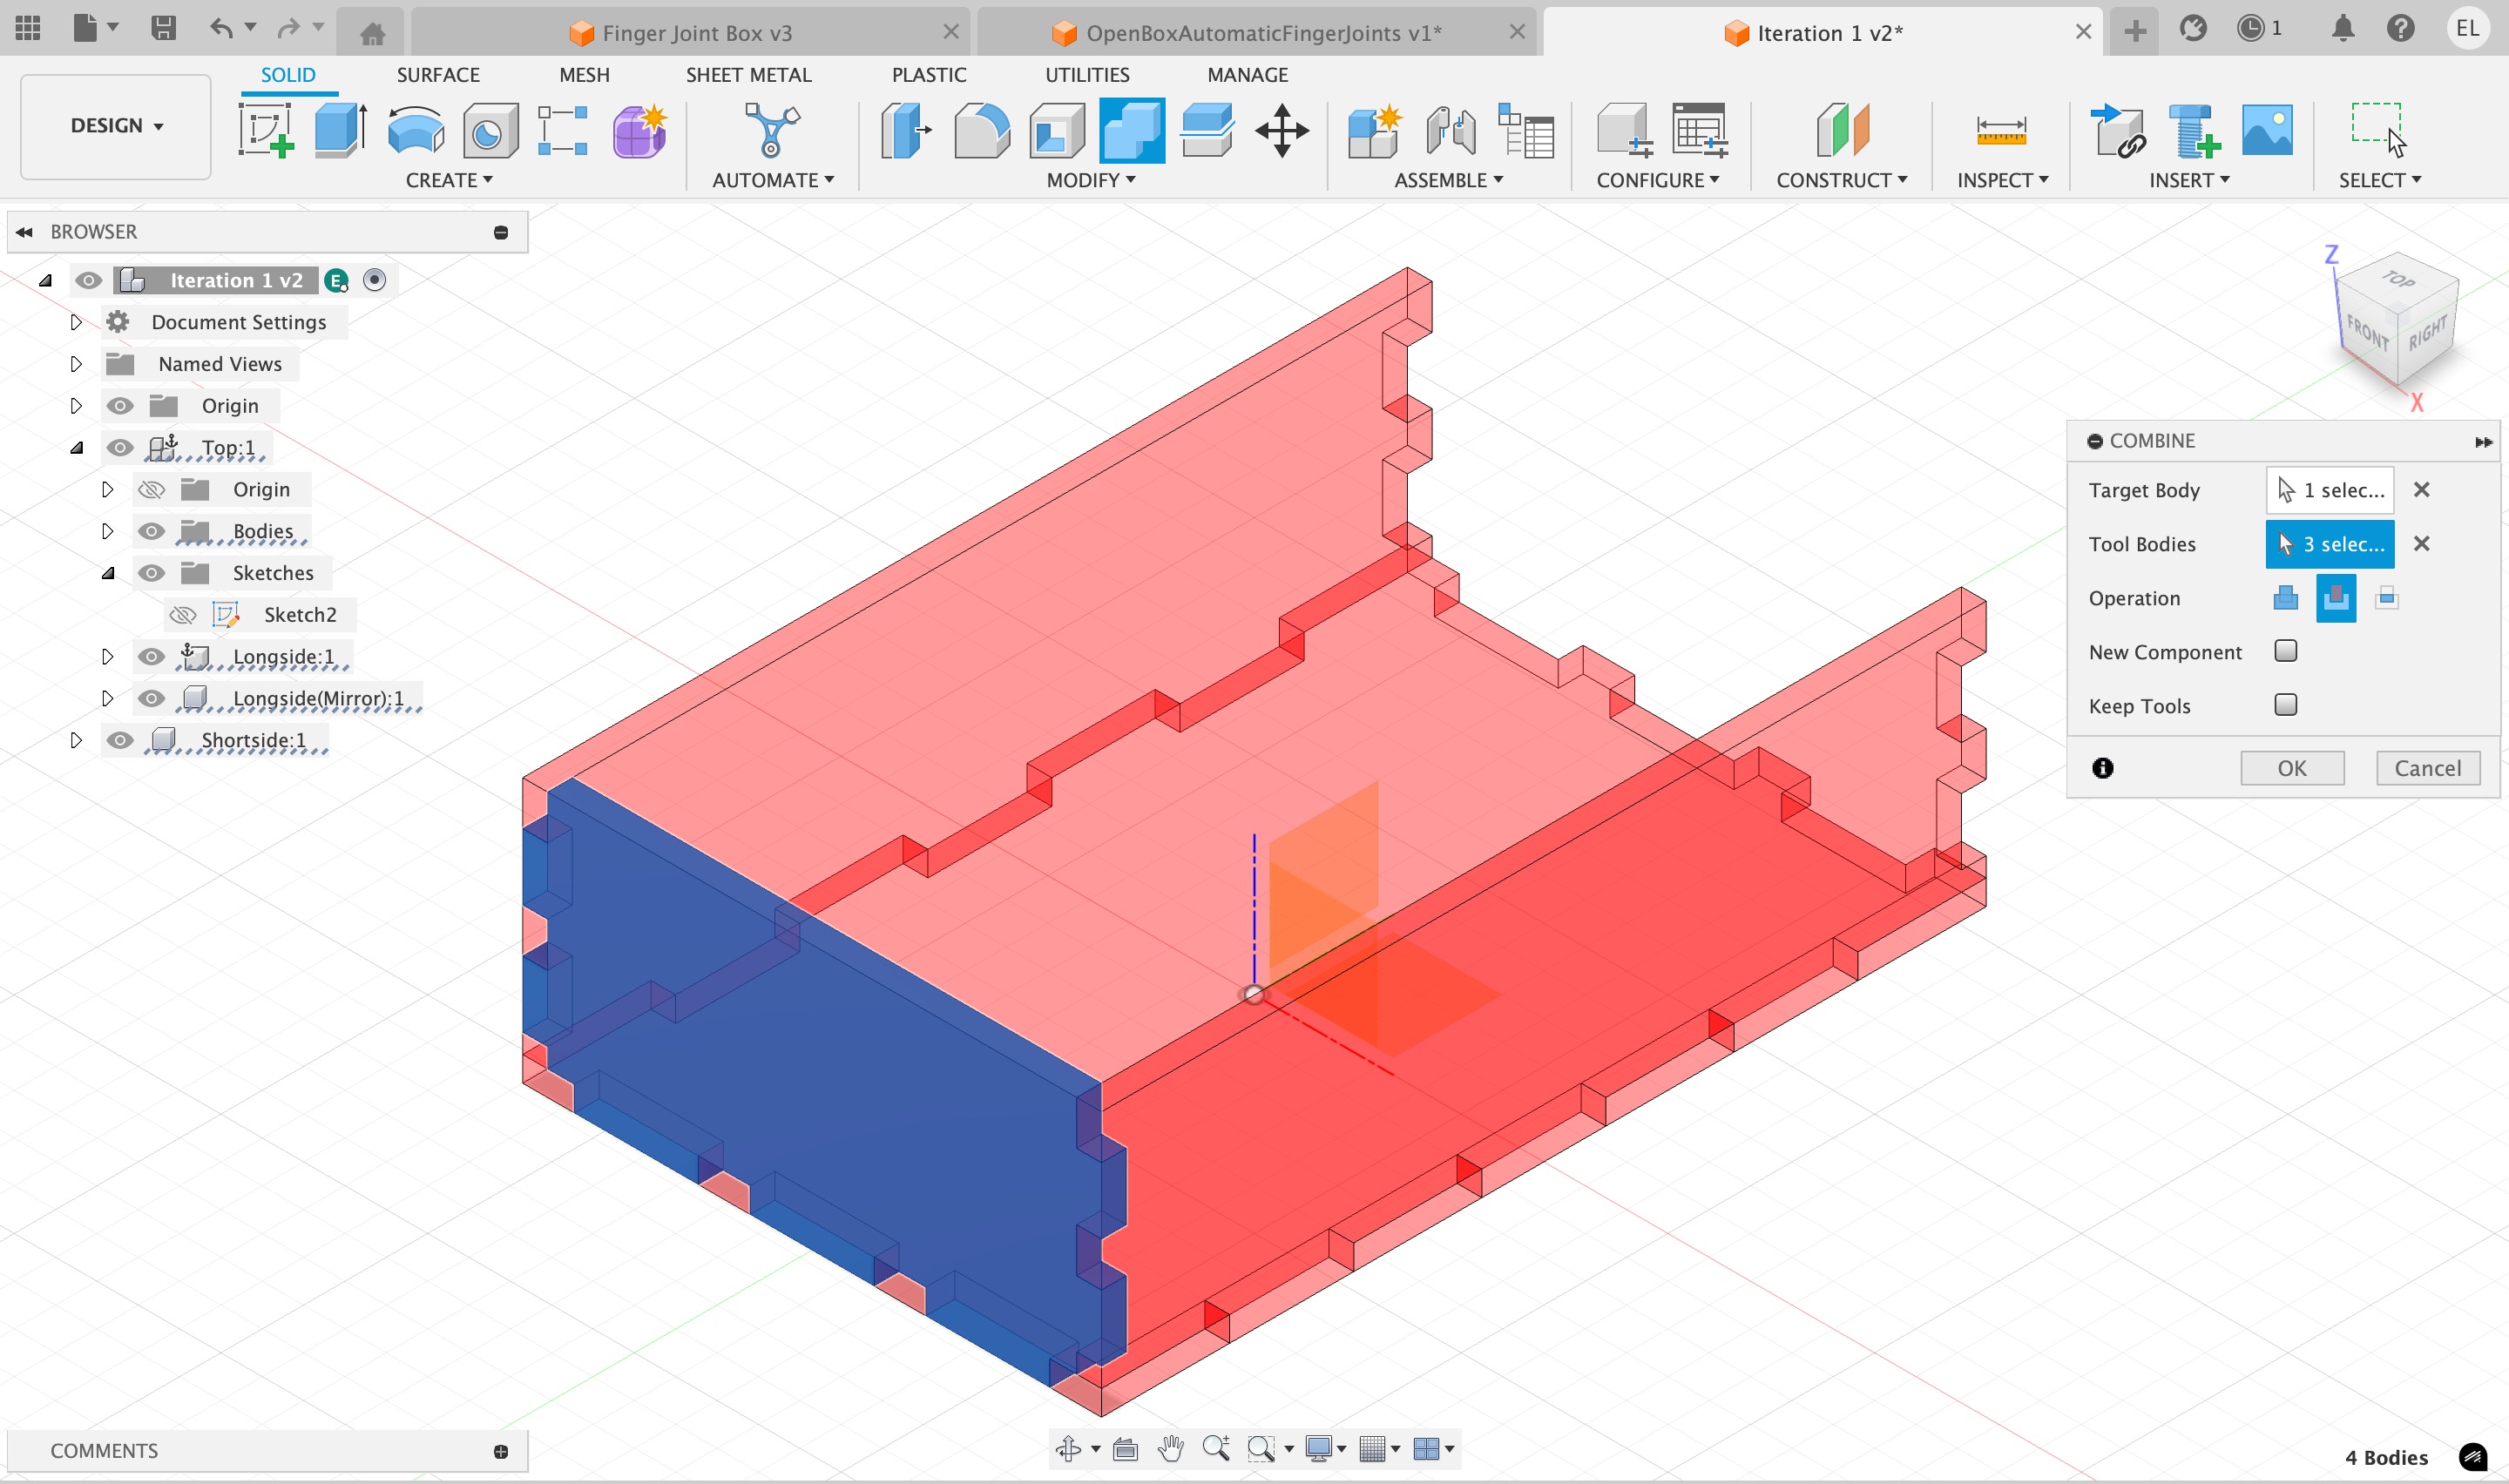 Finger Joint Box v3
OpenBoxAutomaticFingerJoints v1*
Iteration 1 v2*
1
EL
DESIGN
SOLID
SURFACE
MESH
SHEET METAL
PLASTIC
UTILITIES
MANAGE
CREATE
AUTOMATE
MODIFY
ASSEMBLE
CONFIGURE
CONSTRUCT
INSPECT
INSERT
SELECT
BROWSER
Iteration 1 v2
E
Document Settings
Named Views
Origin
Top:1
Origin
Bodies
Sketches
Sketch2
Longside:1
Longside(Mirror):1
Shortside:1
Z
TOP
FRONT
RIGHT
X
COMBINE
Target Body 1 selec...
Tool Bodies 3 selec...
Operation
New Component
Keep Tools
OK
Cancel
COMMENTS
4 Bodies